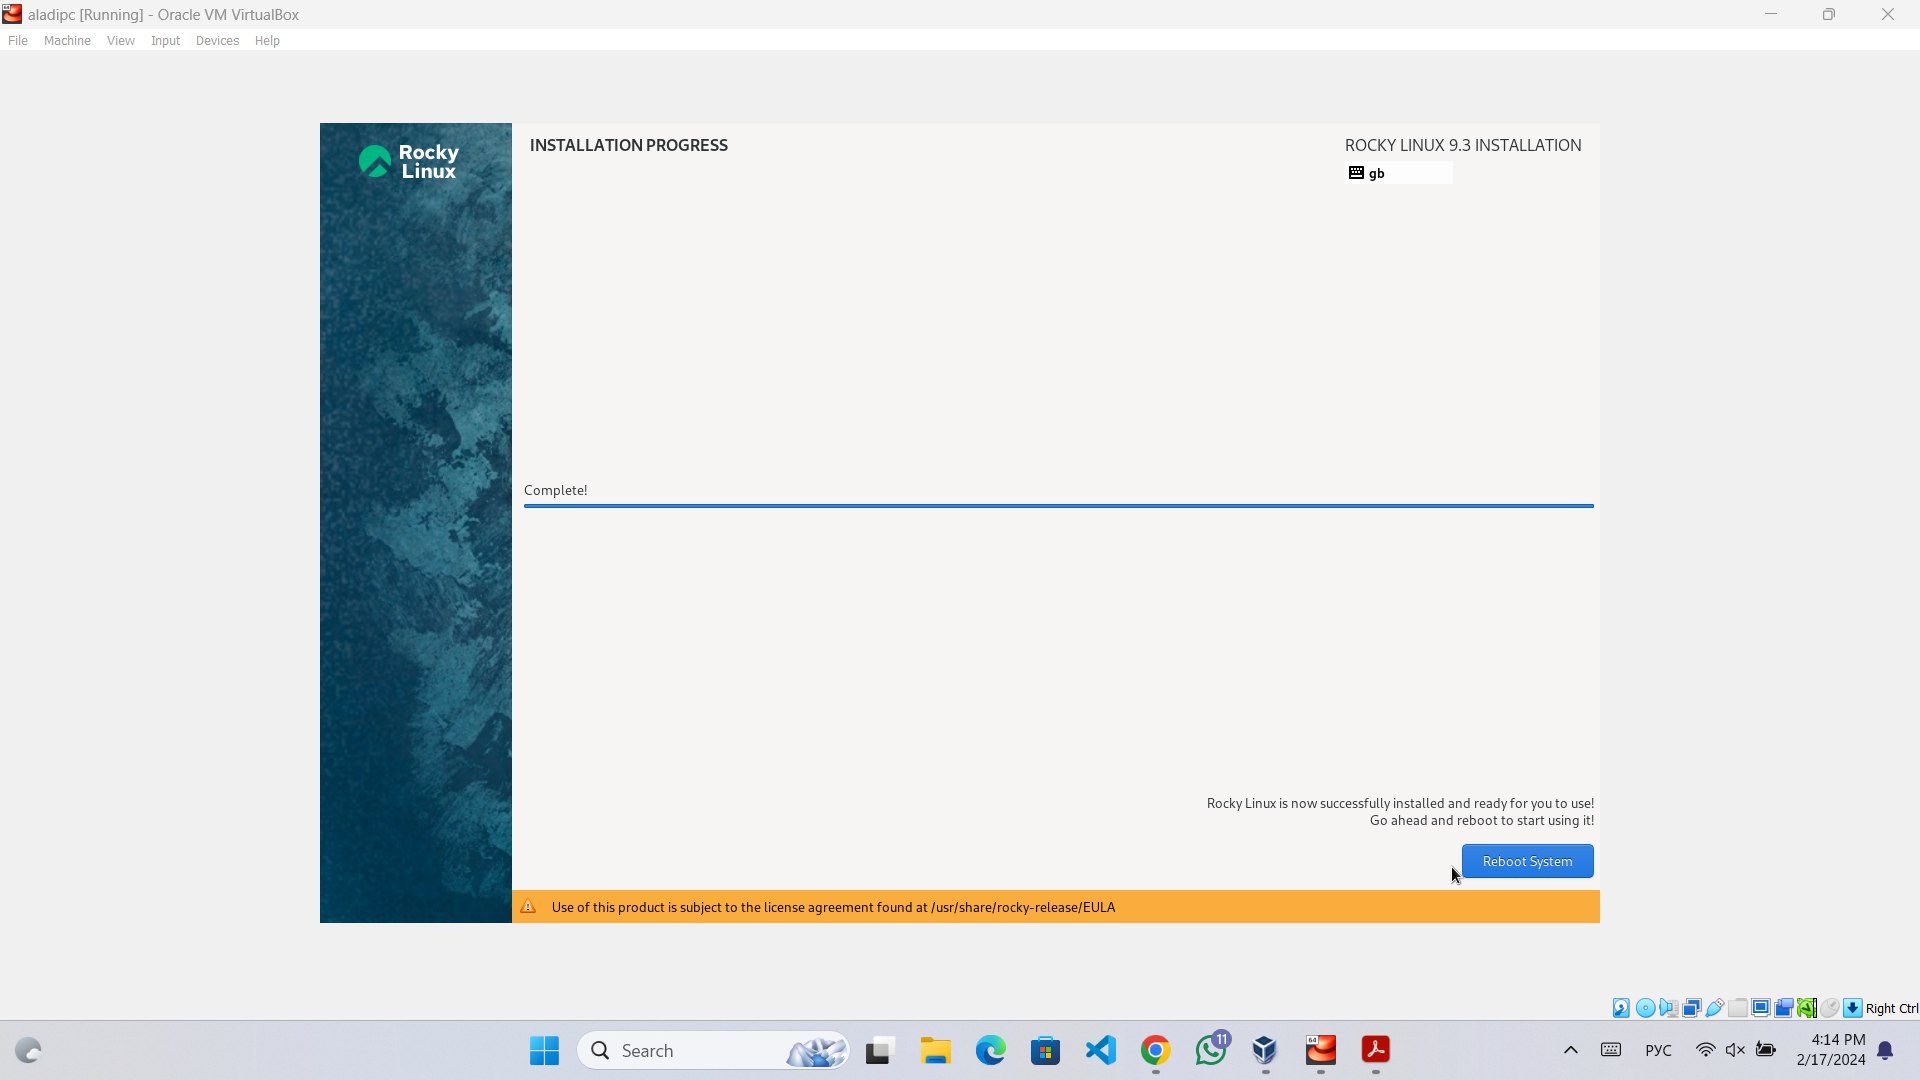 aladipc [Running] - Oracle VM VirtualBox
File Machine View Input Devices Help
Rocky
Linux
INSTALLATION PROGRESS
ROCKY LINUX 9.3 INSTALLATION
gb
Complete!
Rocky Linux is now successfully installed and ready for you to use!
Go ahead and reboot to start using it!
Reboot System
Use of this product is subject to the license agreement found at /usr/share/rocky-release/EULA
Right Ctrl
Search
11
64
РУС
4:14 PM
2/17/2024